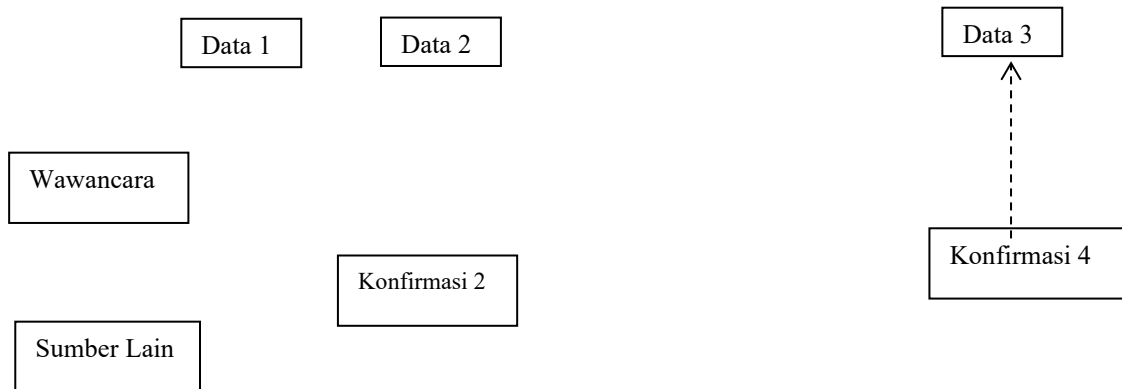 Data 1
Data 2
Data 3
Wawancara
Konfirmasi 2
Konfirmasi 4
Sumber Lain